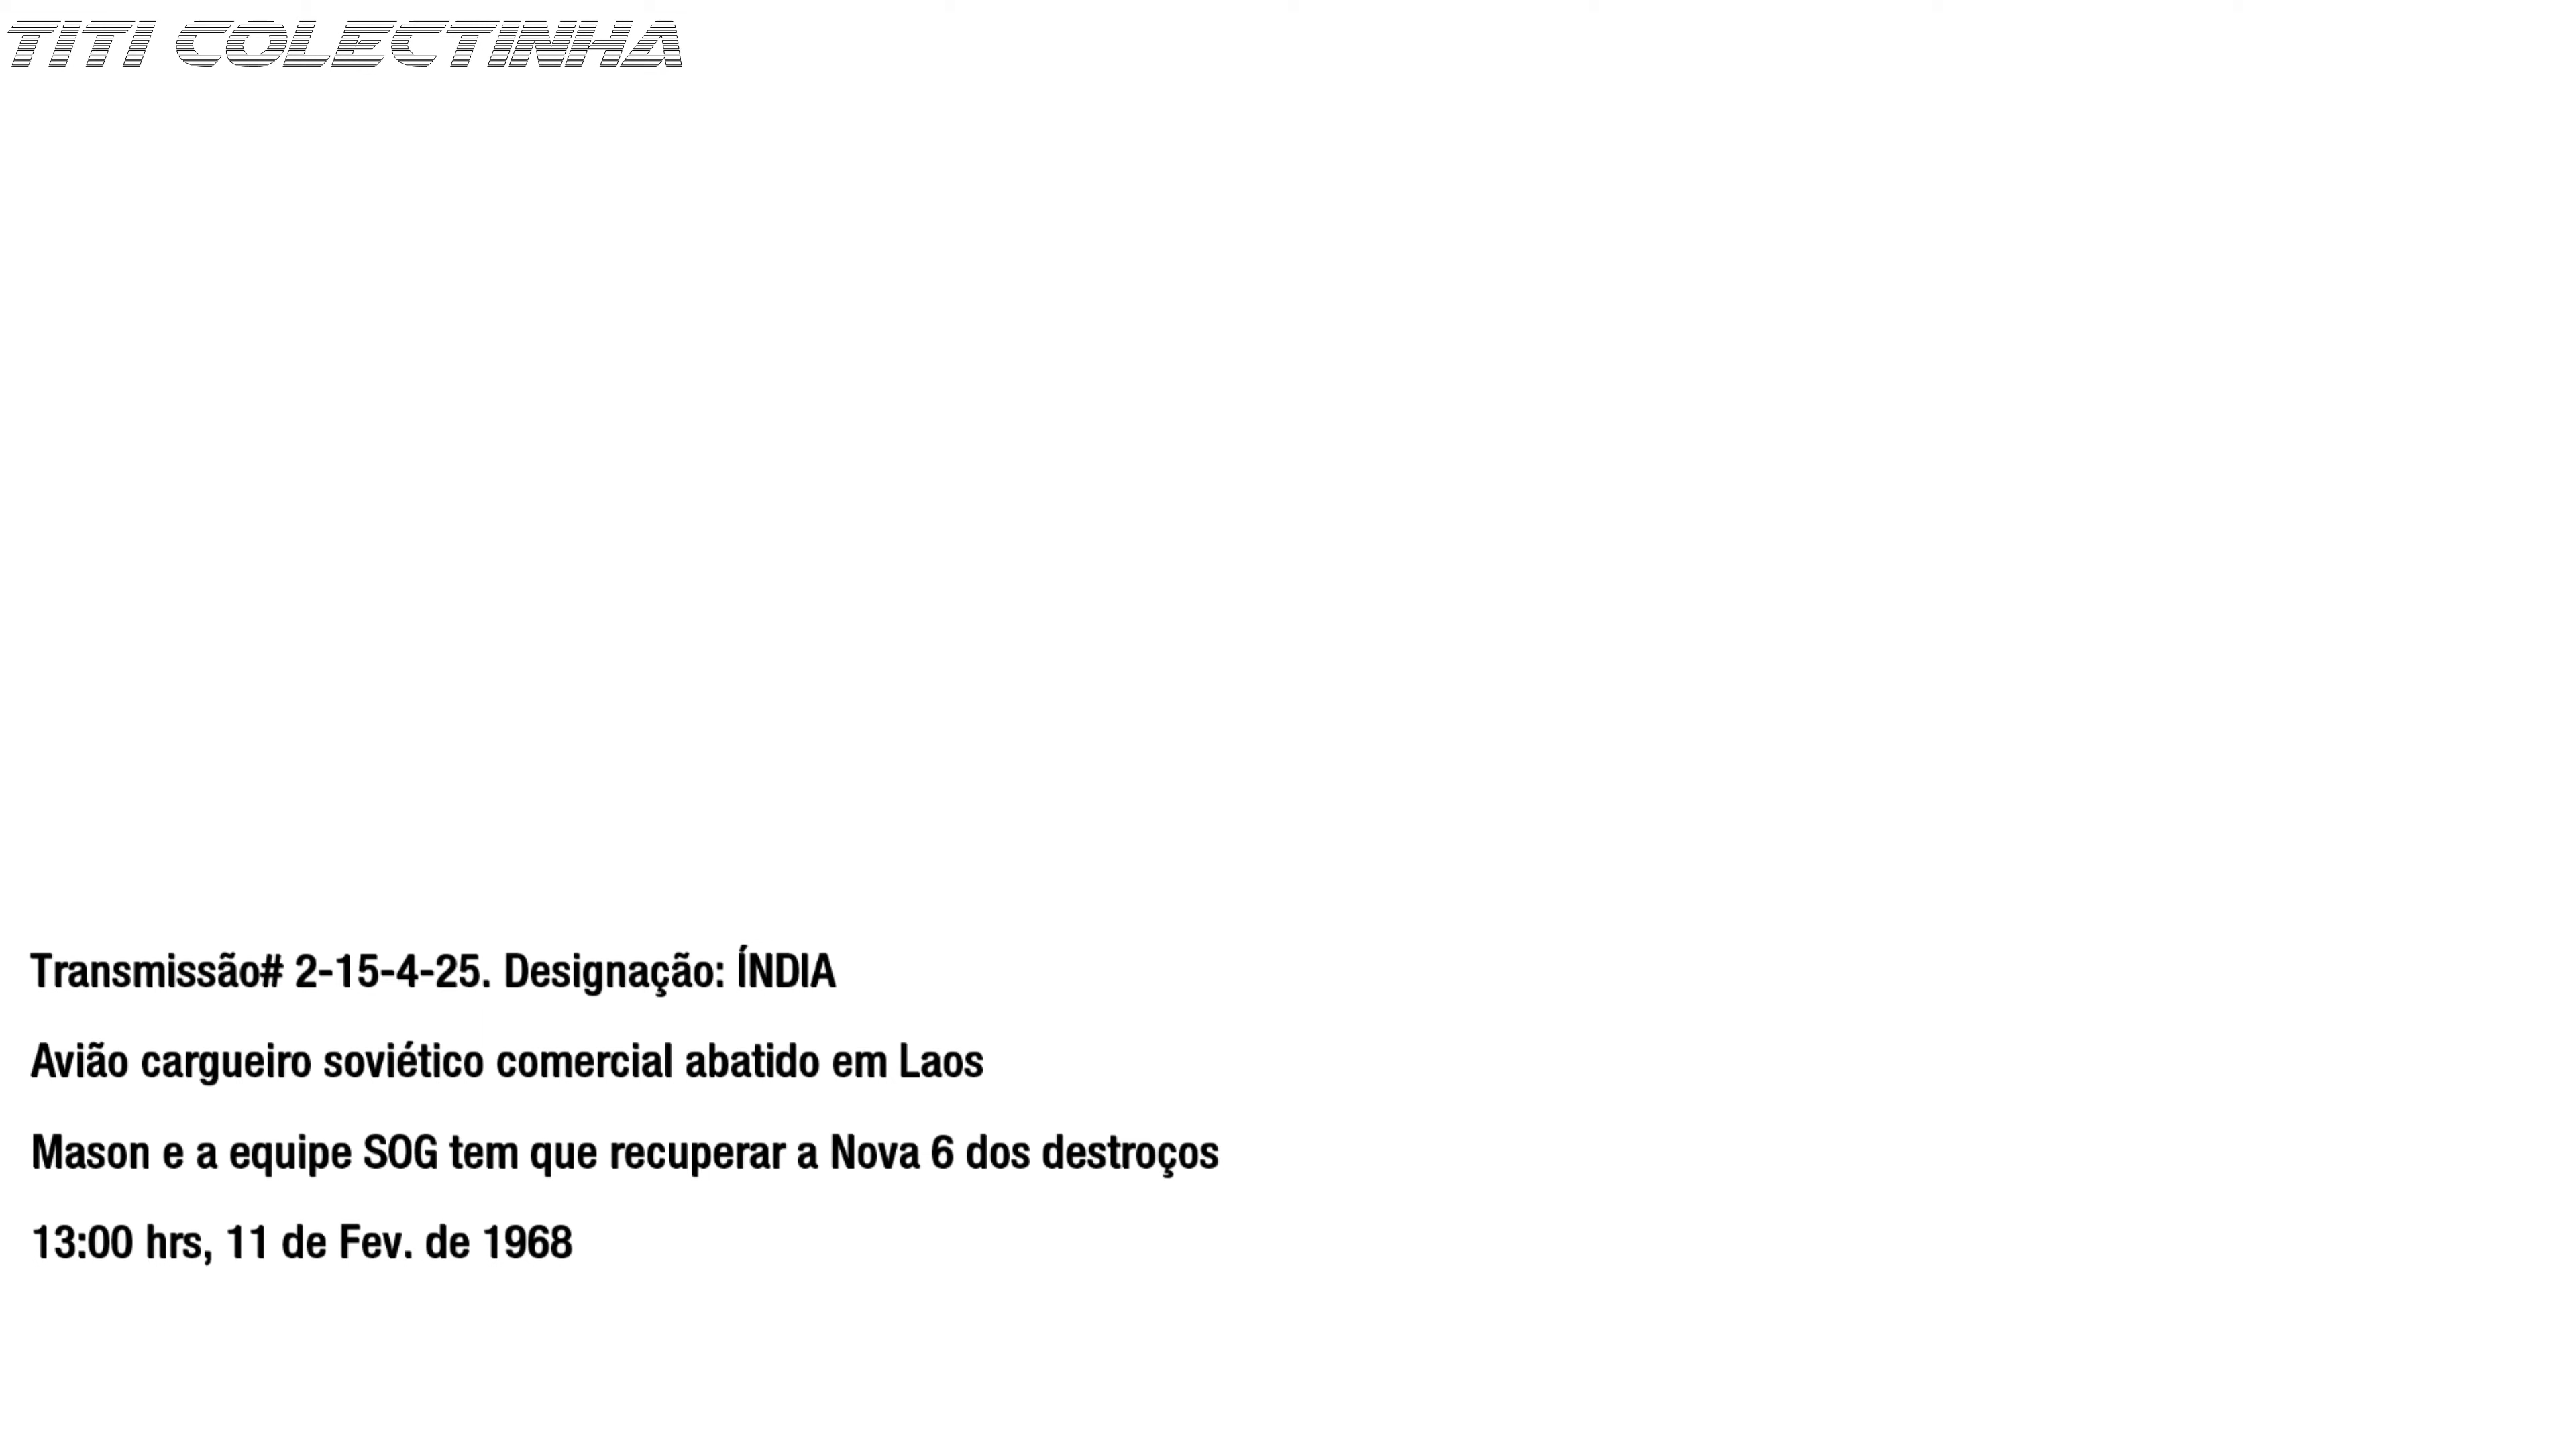 TITI COLECTINHA
Transmissão# 2-15-4-25. Designação: ÍNDIA
Avião cargueiro soviético comercial abatido em Laos
Mason e a equipe SOG tem que recuperar a Nova 6 dos destroços
13:00 hrs, 11 de Fev. de 1968